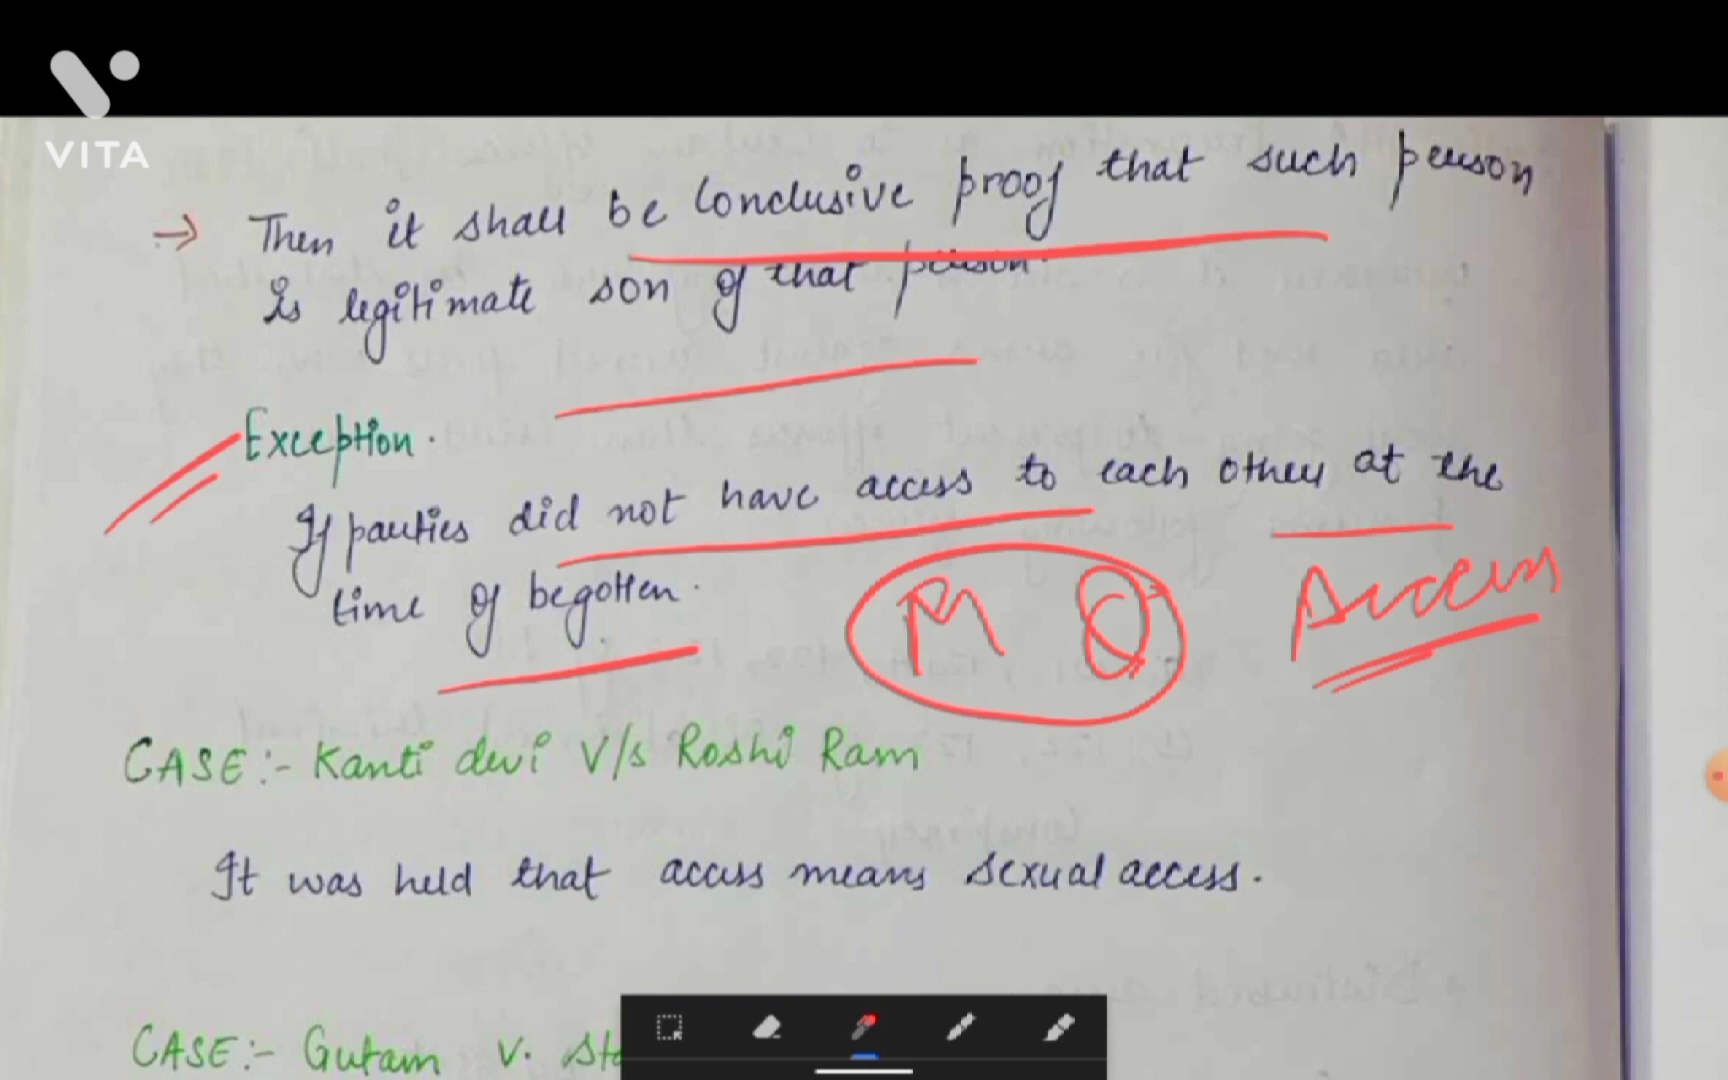 VITA
→ Then it shall be Conclusive proof that such person
is legitimate son of that person.
Exception.
If parties did not have access to each other at the
time of begotten.
M
Access
CASE:- Kanti devi V/s Roshi Ram
It was held that access means sexual access.
CASE:- Gutam v. Sta